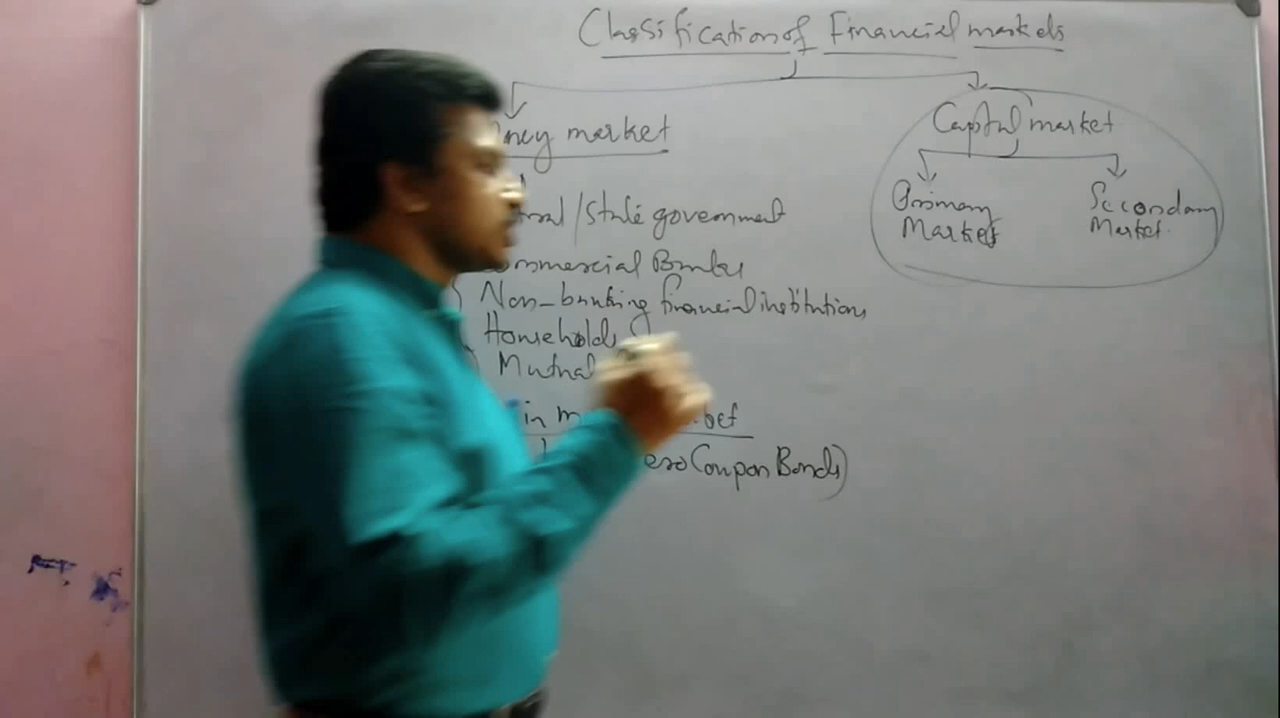 Classification of Financial markets
ney market
Capital market
Primary Market
Secondary Market
/State government
mmercial Banks
Non-banking financial institutions
Households
Mutual
in m
(Coupon Bonds)